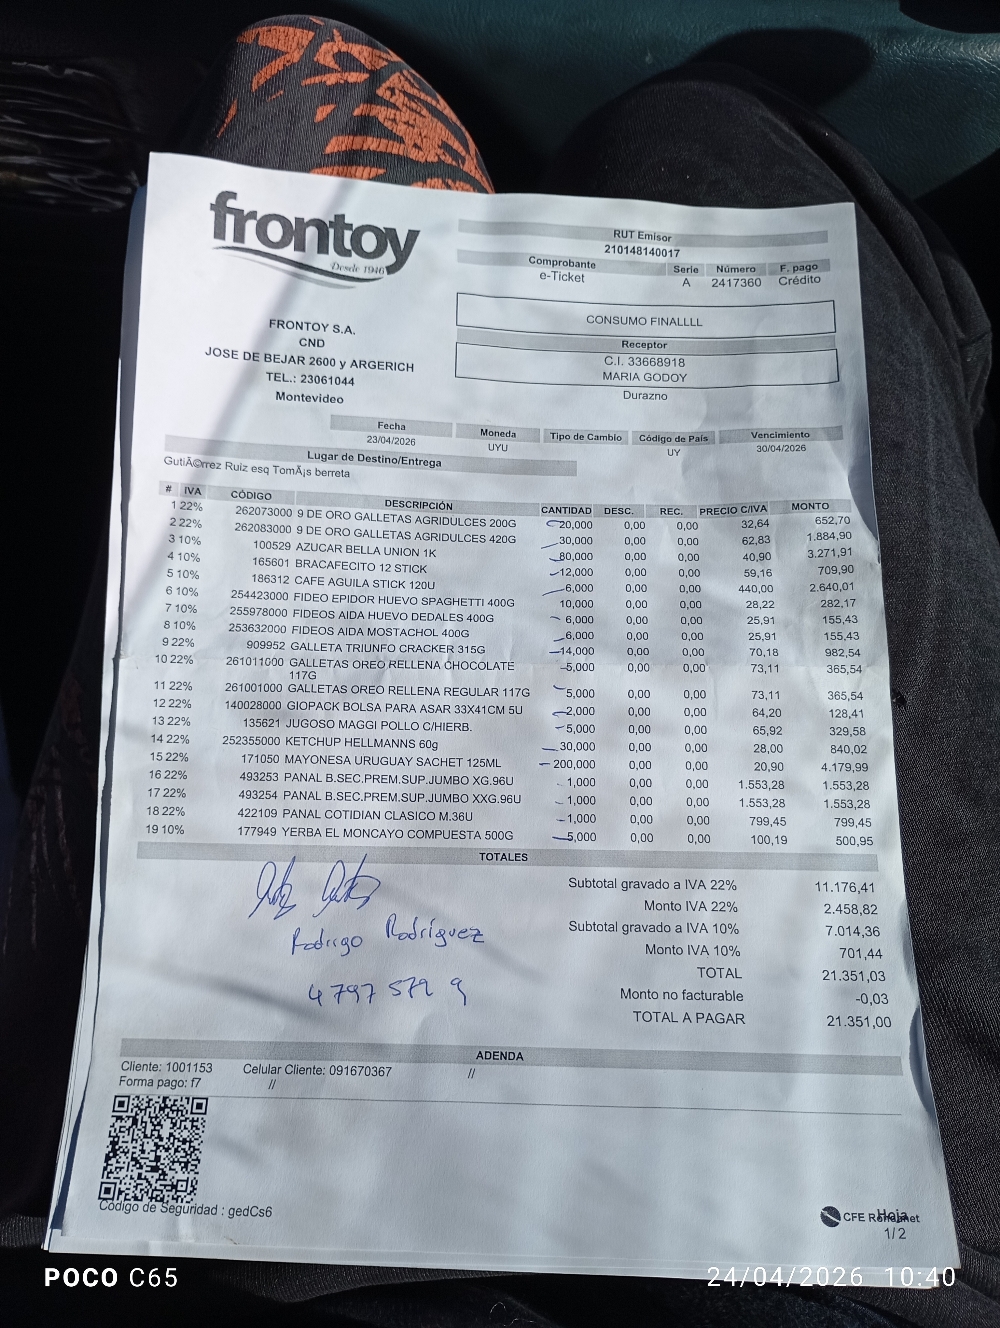 frontoy
Desde 1946
FRONTOY S.A.
CND
JOSE DE BEJAR 2600 y ARGERICH
TEL.: 23061044
Montevideo
RUT Emisor
210148140017
Comprobante Serie Número F. pago
e-Ticket A 2417360 Crédito
CONSUMO FINALLLL
Receptor
C.I. 33668918
MARIA GODOY
Durazno
Fecha Moneda Tipo de Cambio Código de País Vencimiento
23/04/2026 UYU UY 30/04/2026
Lugar de Destino/Entrega
GutiÃ©rrez Ruiz esq TomÃ¡s berreta
# IVA CÓDIGO DESCRIPCIÓN CANTIDAD DESC. REC. PRECIO C/IVA MONTO
1 22% 262073000 9 DE ORO GALLETAS AGRIDULCES 200G 20,000 0,00 0,00 32,64 652,70
2 22% 262083000 9 DE ORO GALLETAS AGRIDULCES 420G 30,000 0,00 0,00 62,83 1.884,90
3 10% 100529 AZUCAR BELLA UNION 1K 80,000 0,00 0,00 40,90 3.271,91
4 10% 165601 BRACAFECITO 12 STICK 12,000 0,00 0,00 59,16 709,90
5 10% 186312 CAFE AGUILA STICK 120U 6,000 0,00 0,00 440,00 2.640,01
6 10% 254423000 FIDEO EPIDOR HUEVO SPAGHETTI 400G 10,000 0,00 0,00 28,22 282,17
7 10% 255978000 FIDEOS AIDA HUEVO DEDALES 400G 6,000 0,00 0,00 25,91 155,43
8 10% 253632000 FIDEOS AIDA MOSTACHOL 400G 6,000 0,00 0,00 25,91 155,43
9 22% 909952 GALLETA TRIUNFO CRACKER 315G 14,000 0,00 0,00 70,18 982,54
10 22% 261011000 GALLETAS OREO RELLENA CHOCOLATE 5,000 0,00 0,00 73,11 365,54
117G
11 22% 261001000 GALLETAS OREO RELLENA REGULAR 117G 5,000 0,00 0,00 73,11 365,54
12 22% 140028000 GIOPACK BOLSA PARA ASAR 33X41CM 5U 2,000 0,00 0,00 64,20 128,41
13 22% 135621 JUGOSO MAGGI POLLO C/HIERB. 5,000 0,00 0,00 65,92 329,58
14 22% 252355000 KETCHUP HELLMANNS 60g 30,000 0,00 0,00 28,00 840,02
15 22% 171050 MAYONESA URUGUAY SACHET 125ML 200,000 0,00 0,00 20,90 4.179,99
16 22% 493253 PANAL B.SEC.PREM.SUP.JUMBO XG.96U 1,000 0,00 0,00 1.553,28 1.553,28
17 22% 493254 PANAL B.SEC.PREM.SUP.JUMBO XXG.96U 1,000 0,00 0,00 1.553,28 1.553,28
18 22% 422109 PANAL COTIDIAN CLASICO M.36U 1,000 0,00 0,00 799,45 799,45
19 10% 177949 YERBA EL MONCAYO COMPUESTA 500G 5,000 0,00 0,00 100,19 500,95
TOTALES
Subtotal gravado a IVA 22% 11.176,41
Monto IVA 22% 2.458,82
Subtotal gravado a IVA 10% 7.014,36
Monto IVA 10% 701,44
TOTAL 21.351,03
Monto no facturable -0,03
TOTAL A PAGAR 21.351,00
Rodrigo Rodríguez
4 797 572 9
ADENDA
Cliente: 1001153 Celular Cliente: 091670367 //
Forma pago: f7 //
Código de Seguridad : gedCs6
CFE
Hoja
1/2
POCO C65
24/04/2026 10:40